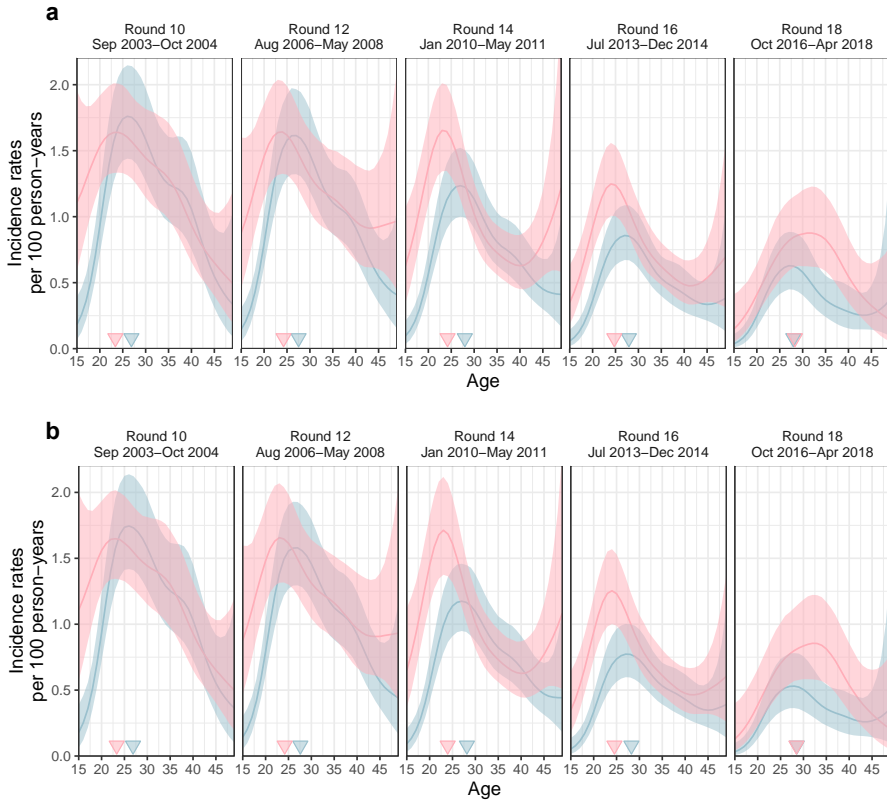 a
Round 10
Sep 2003–Oct 2004
Round 12
Aug 2006–May 2008
Round 14
Jan 2010–May 2011
Round 16
Jul 2013–Dec 2014
Round 18
Oct 2016–Apr 2018
Incidence rates
per 100 person−years
2.0
1.5
1.0
0.5
0.0
15 20 25 30 35 40 45 15 20 25 30 35 40 45 15 20 25 30 35 40 45 15 20 25 30 35 40 45 15 20 25 30 35 40 45
Age
b
Round 10
Sep 2003–Oct 2004
Round 12
Aug 2006–May 2008
Round 14
Jan 2010–May 2011
Round 16
Jul 2013–Dec 2014
Round 18
Oct 2016–Apr 2018
Incidence rates
per 100 person−years
2.0
1.5
1.0
0.5
0.0
15 20 25 30 35 40 45 15 20 25 30 35 40 45 15 20 25 30 35 40 45 15 20 25 30 35 40 45 15 20 25 30 35 40 45
Age